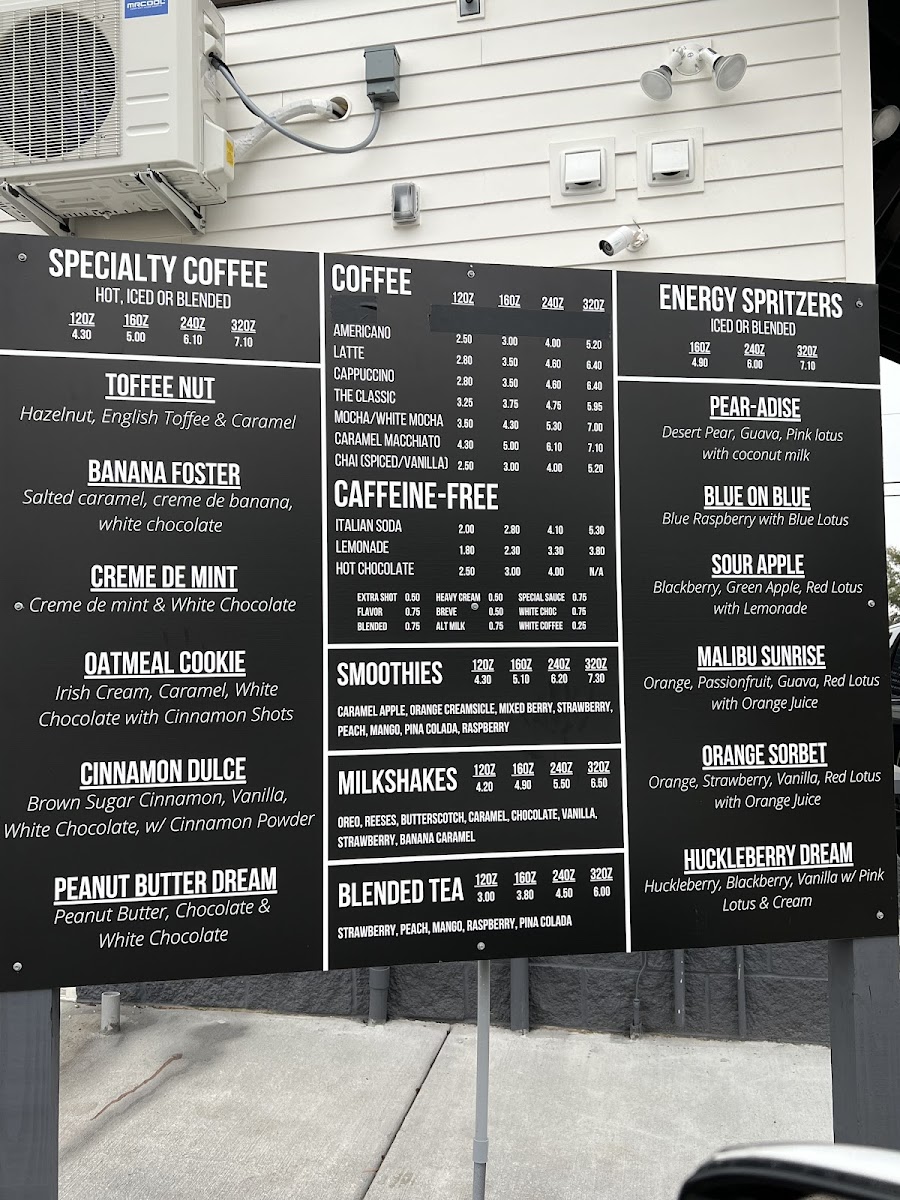 MRCOOL
SPECIALTY COFFEE
HOT, ICED OR BLENDED
12OZ 16OZ 24OZ 32OZ
4.30 5.00 6.10 7.10
TOFFEE NUT
Hazelnut, English Toffee & Caramel
BANANA FOSTER
Salted caramel, creme de banana,
white chocolate
CREME DE MINT
Creme de mint & White Chocolate
OATMEAL COOKIE
Irish Cream, Caramel, White
Chocolate with Cinnamon Shots
CINNAMON DULCE
Brown Sugar Cinnamon, Vanilla,
White Chocolate, w/ Cinnamon Powder
PEANUT BUTTER DREAM
Peanut Butter, Chocolate &
White Chocolate
COFFEE
12OZ 16OZ 24OZ 32OZ
AMERICANO 2.50 3.00 4.00 5.20
LATTE 2.80 3.50 4.60 6.40
CAPPUCCINO 2.80 3.50 4.60 6.40
THE CLASSIC 3.25 3.75 4.75 5.95
MOCHA/WHITE MOCHA 3.50 4.30 5.30 7.00
CARAMEL MACCHIATO 4.30 5.00 6.10 7.10
CHAI (SPICED/VANILLA) 2.50 3.00 4.00 5.20
CAFFEINE-FREE
ITALIAN SODA 2.00 2.80 4.10 5.30
LEMONADE 1.80 2.30 3.30 3.80
HOT CHOCOLATE 2.50 3.00 4.00 N/A
EXTRA SHOT 0.50 HEAVY CREAM 0.50 SPECIAL SAUCE 0.75
FLAVOR 0.75 BREVE 0.50 WHITE CHOC 0.75
BLENDED 0.75 ALT MILK 0.75 WHITE COFFEE 0.25
SMOOTHIES 12OZ 16OZ 24OZ 32OZ
4.30 5.10 6.20 7.30
CARAMEL APPLE, ORANGE CREAMSICLE, MIXED BERRY, STRAWBERRY,
PEACH, MANGO, PINA COLADA, RASPBERRY
MILKSHAKES 12OZ 16OZ 24OZ 32OZ
4.20 4.90 5.50 6.50
OREO, REESES, BUTTERSCOTCH, CARAMEL, CHOCOLATE, VANILLA,
STRAWBERRY, BANANA CARAMEL
BLENDED TEA 12OZ 16OZ 24OZ 32OZ
3.00 3.80 4.50 6.00
STRAWBERRY, PEACH, MANGO, RASPBERRY, PINA COLADA
ENERGY SPRITZERS
ICED OR BLENDED
16OZ 24OZ 32OZ
4.90 6.00 7.10
PEAR-ADISE
Desert Pear, Guava, Pink lotus
with coconut milk
BLUE ON BLUE
Blue Raspberry with Blue Lotus
SOUR APPLE
Blackberry, Green Apple, Red Lotus
with Lemonade
MALIBU SUNRISE
Orange, Passionfruit, Guava, Red Lotus
with Orange Juice
ORANGE SORBET
Orange, Strawberry, Vanilla, Red Lotus
with Orange Juice
HUCKLEBERRY DREAM
Huckleberry, Blackberry, Vanilla w/ Pink
Lotus & Cream